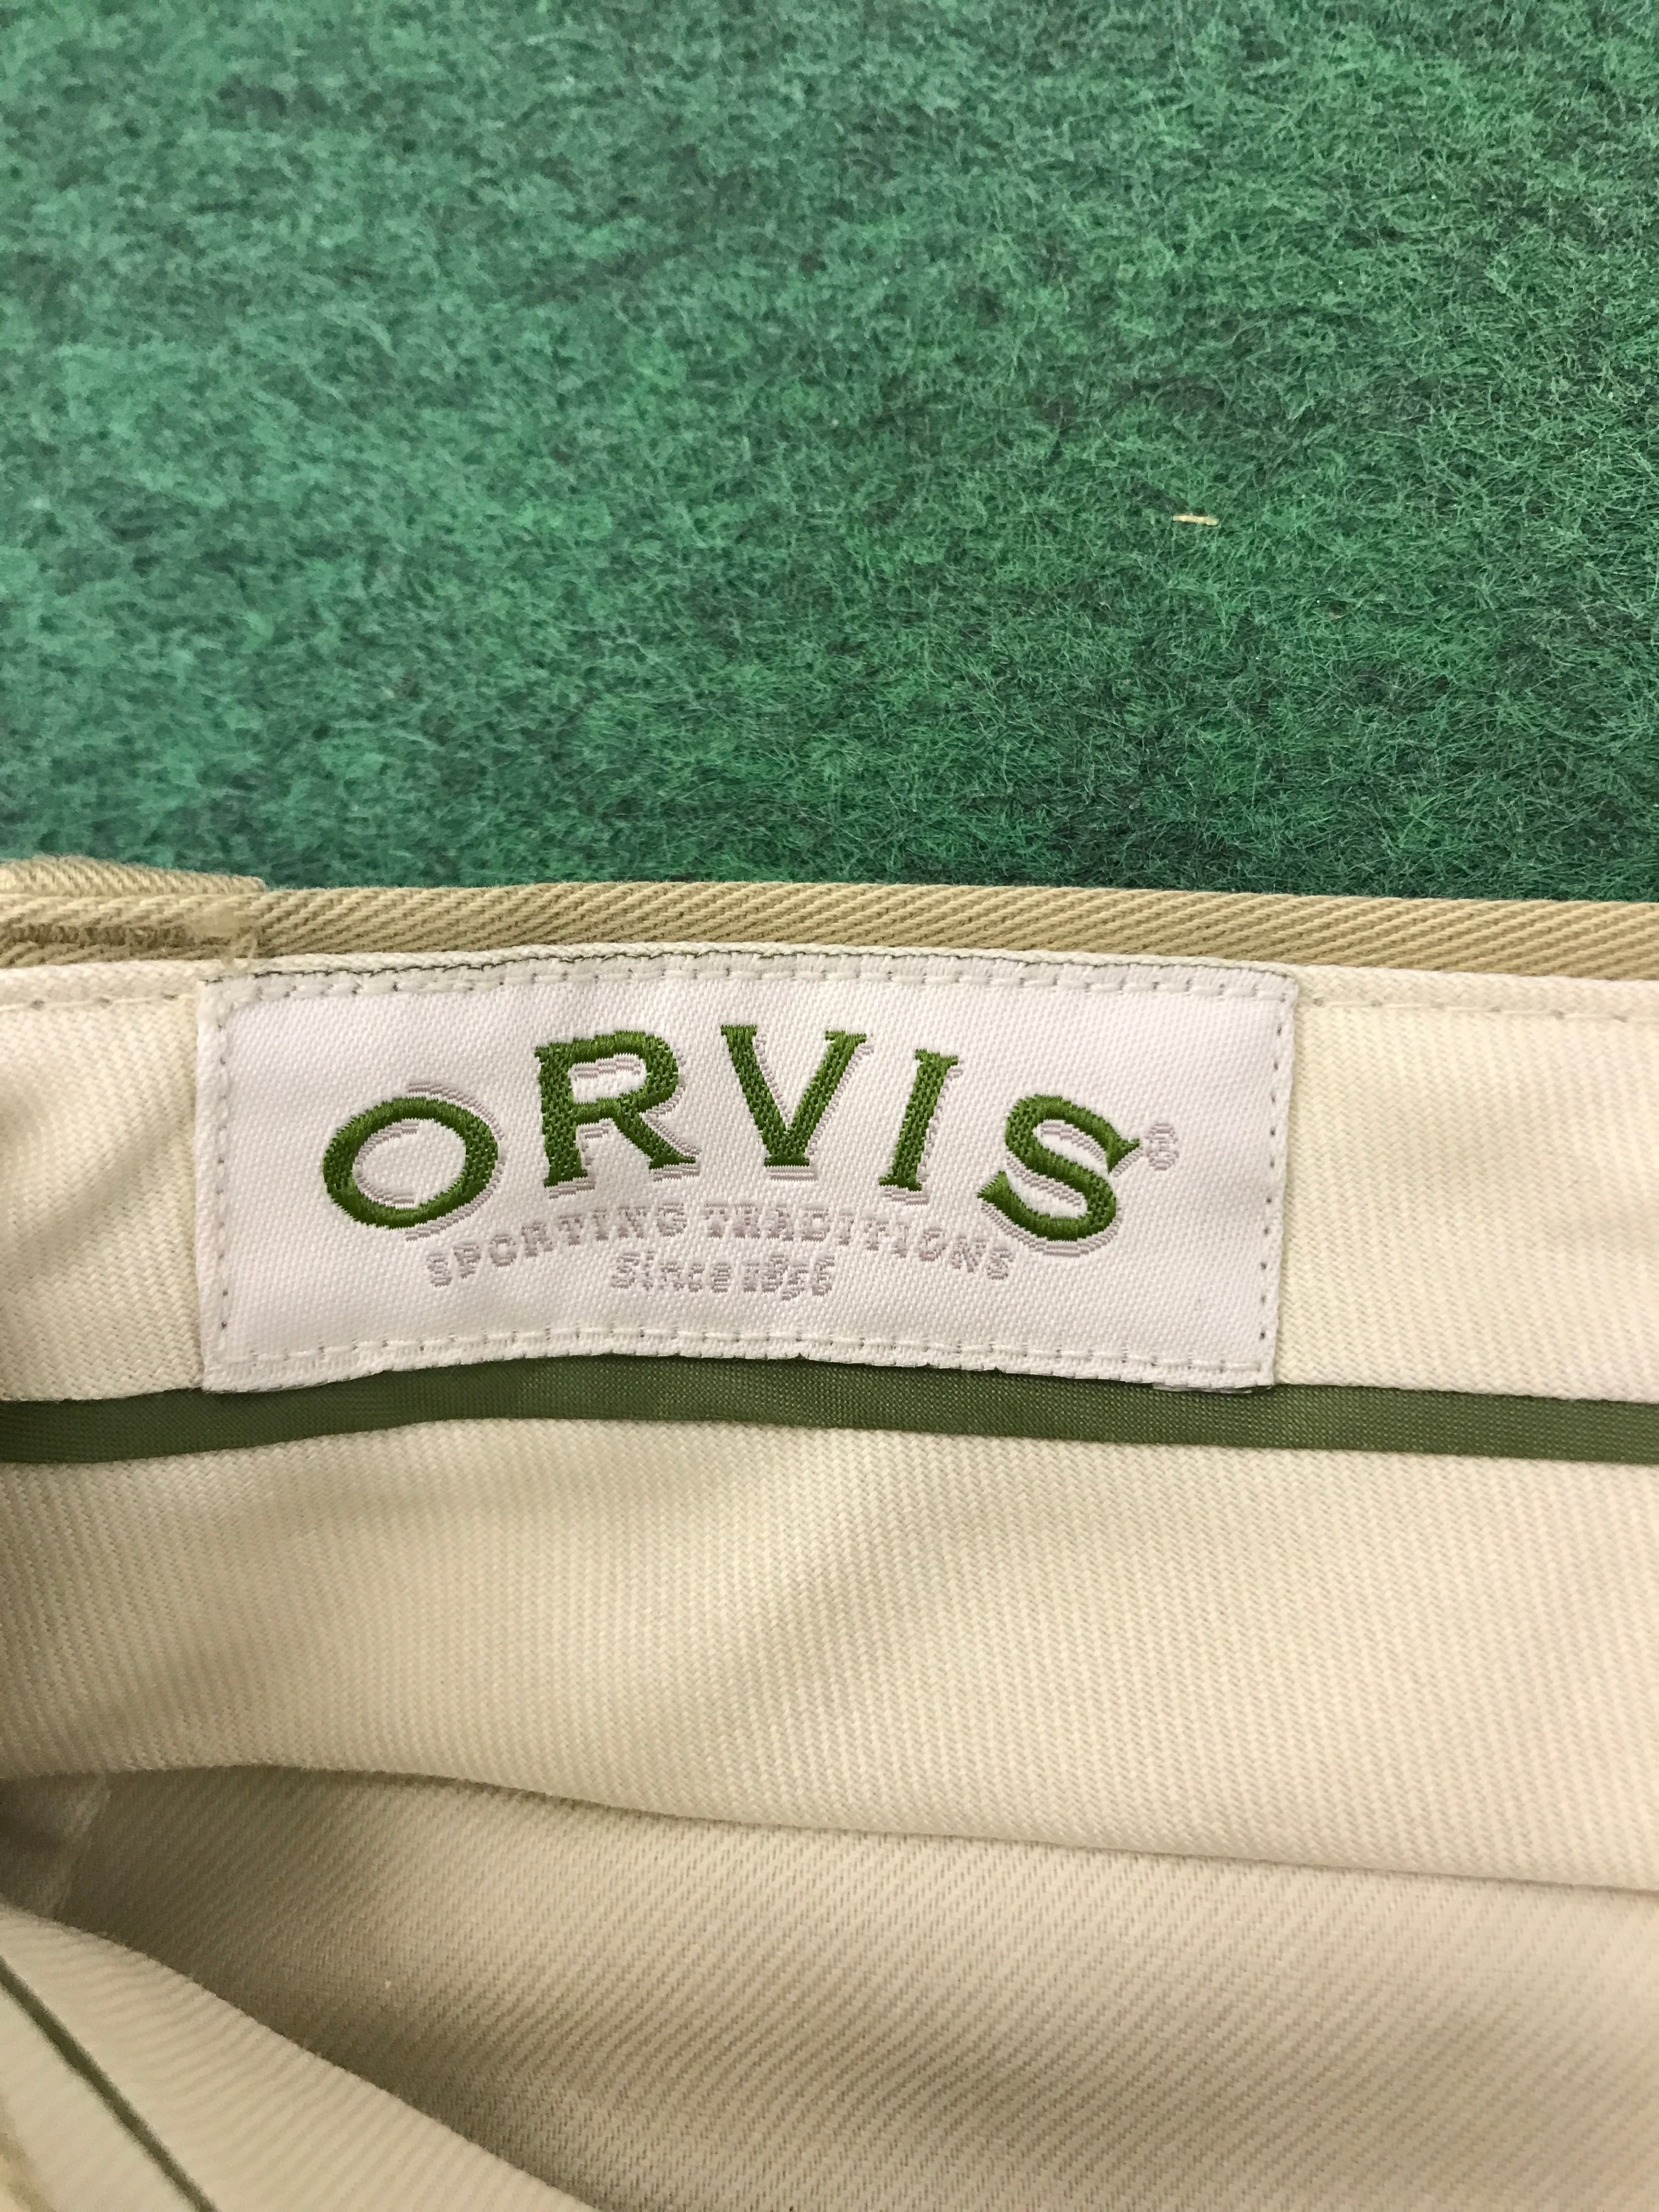 ORVIS®
SPORTING TRADITIONS
Since 1856